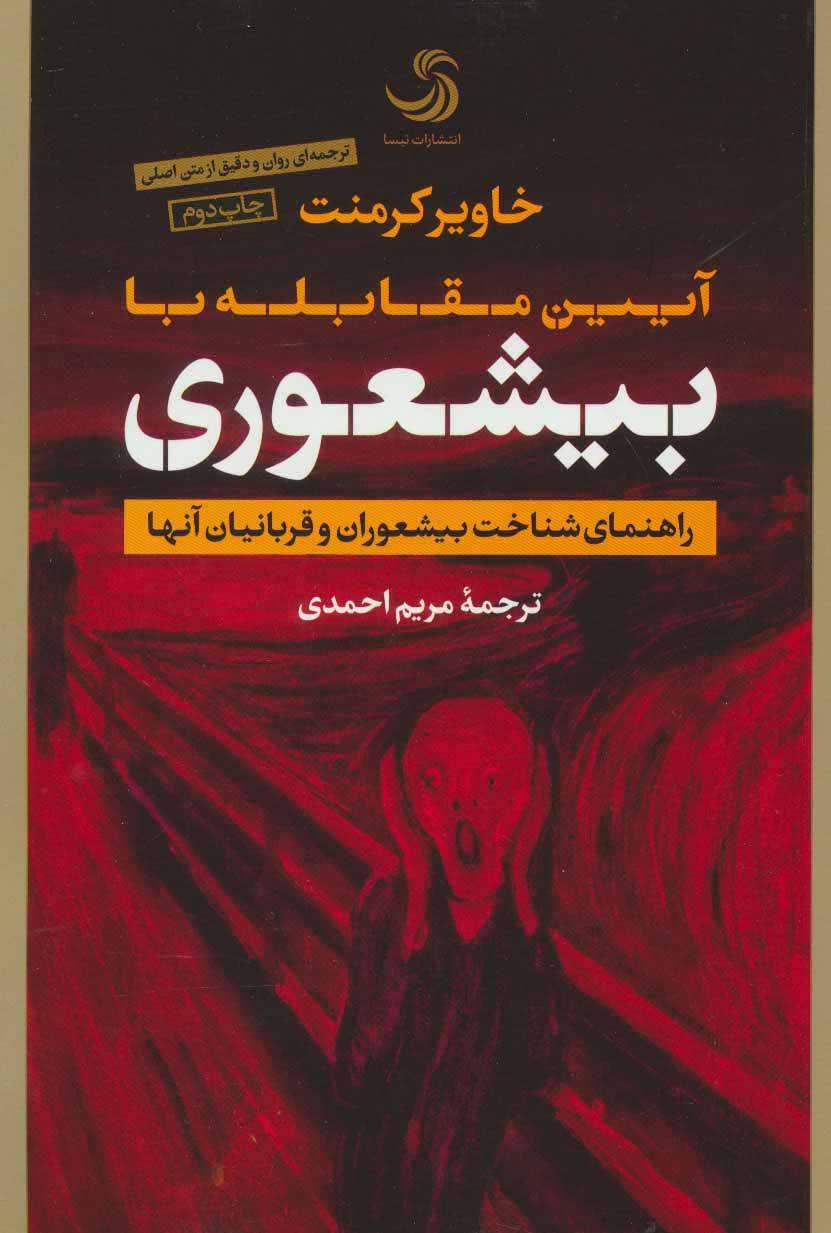 انتشارات تیسا
ترجمه‌ای روان و دقیق از متن اصلی
چاپ دوم
خاویر کرمنت
آیین مقابله با
بیشعوری
راهنمای شناخت بیشعوران و قربانیان آنها
ترجمهٔ مریم احمدی